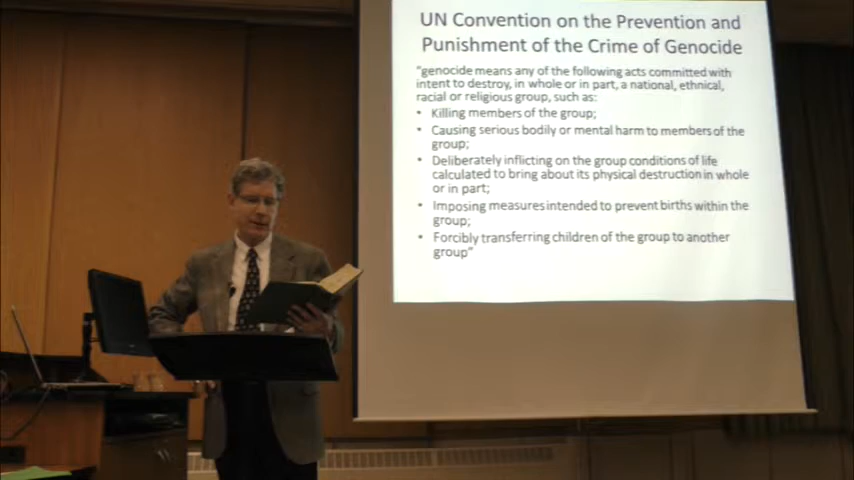 UN Convention on the Prevention and
Punishment of the Crime of Genocide
"genocide means any of the following acts committed with
intent to destroy, in whole or in part, a national, ethnical,
racial or religious group, such as:
• Killing members of the group;
• Causing serious bodily or mental harm to members of the
group;
• Deliberately inflicting on the group conditions of life
calculated to bring about its physical destruction in whole
or in part;
• Imposing measures intended to prevent births within the
group;
• Forcibly transferring children of the group to another
group"